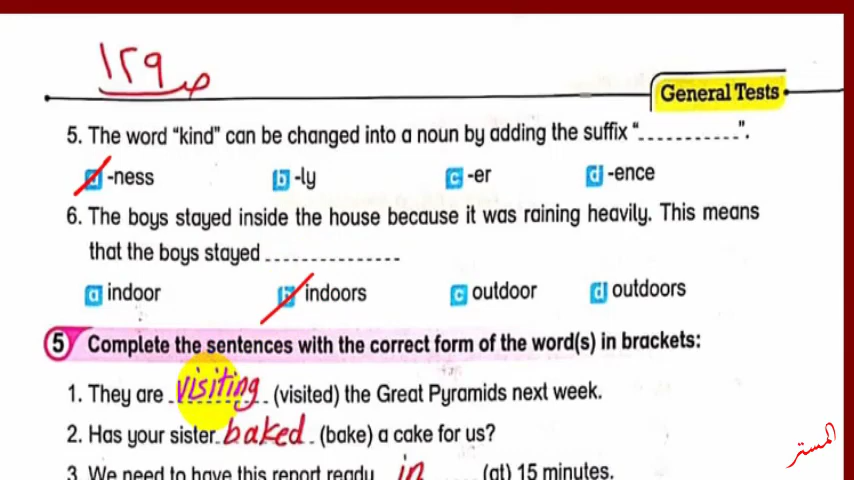 ص ١٢٩
General Tests
5. The word “kind” can be changed into a noun by adding the suffix “...........”.
a -ness b -ly c -er d -ence
6. The boys stayed inside the house because it was raining heavily. This means
that the boys stayed ...............
a indoor b indoors c outdoor d outdoors
5 Complete the sentences with the correct form of the word(s) in brackets:
1. They are visiting (visited) the Great Pyramids next week.
2. Has your sister baked (bake) a cake for us?
3. We need to have this report ready in (at) 15 minutes.
المستر